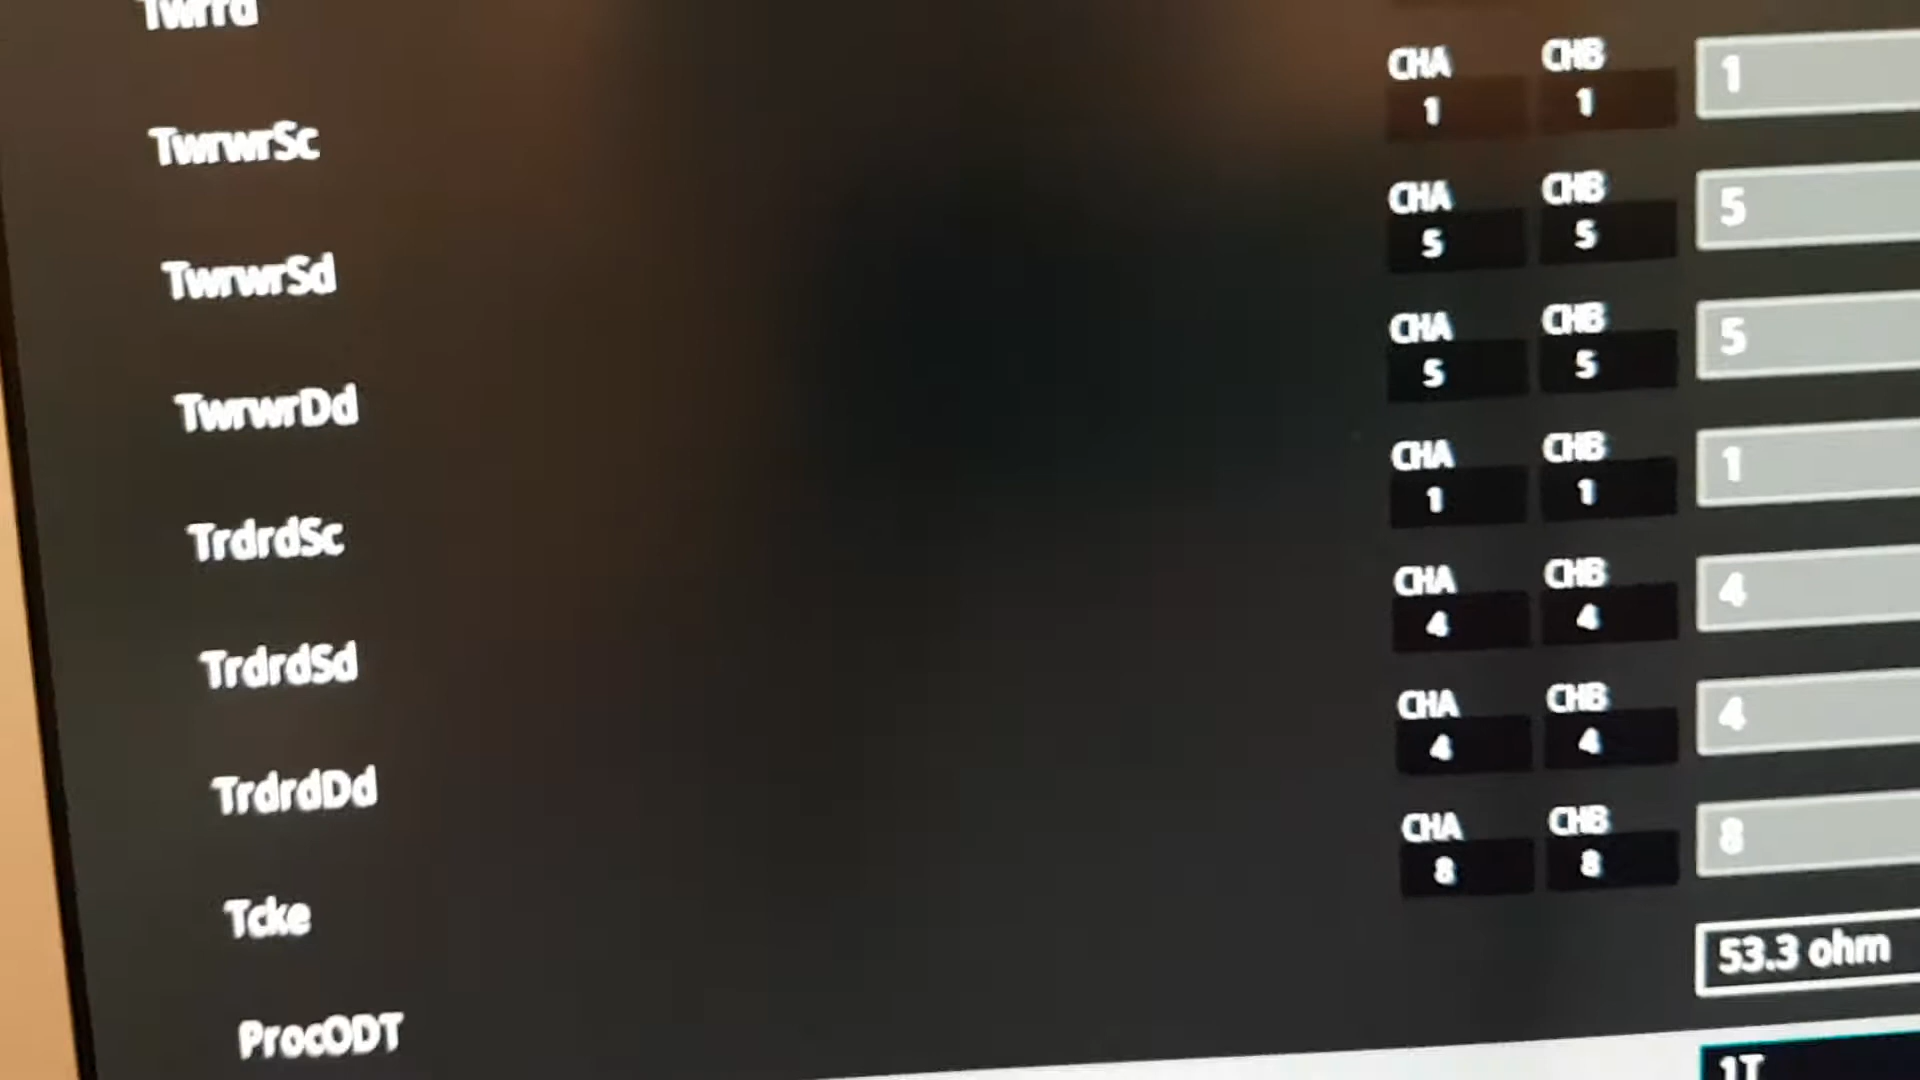 Twrrd
CHA CHB
1 1 1
TwrwrSc
CHA CHB
5 5 5
TwrwrSd
CHA CHB
5 5 5
TwrwrDd
CHA CHB
1 1 1
TrdrdSc
CHA CHB
4 4 4
TrdrdSd
CHA CHB
4 4 4
TrdrdDd
CHA CHB
8 8 8
Tcke
53.3 ohm
ProcODT
1T